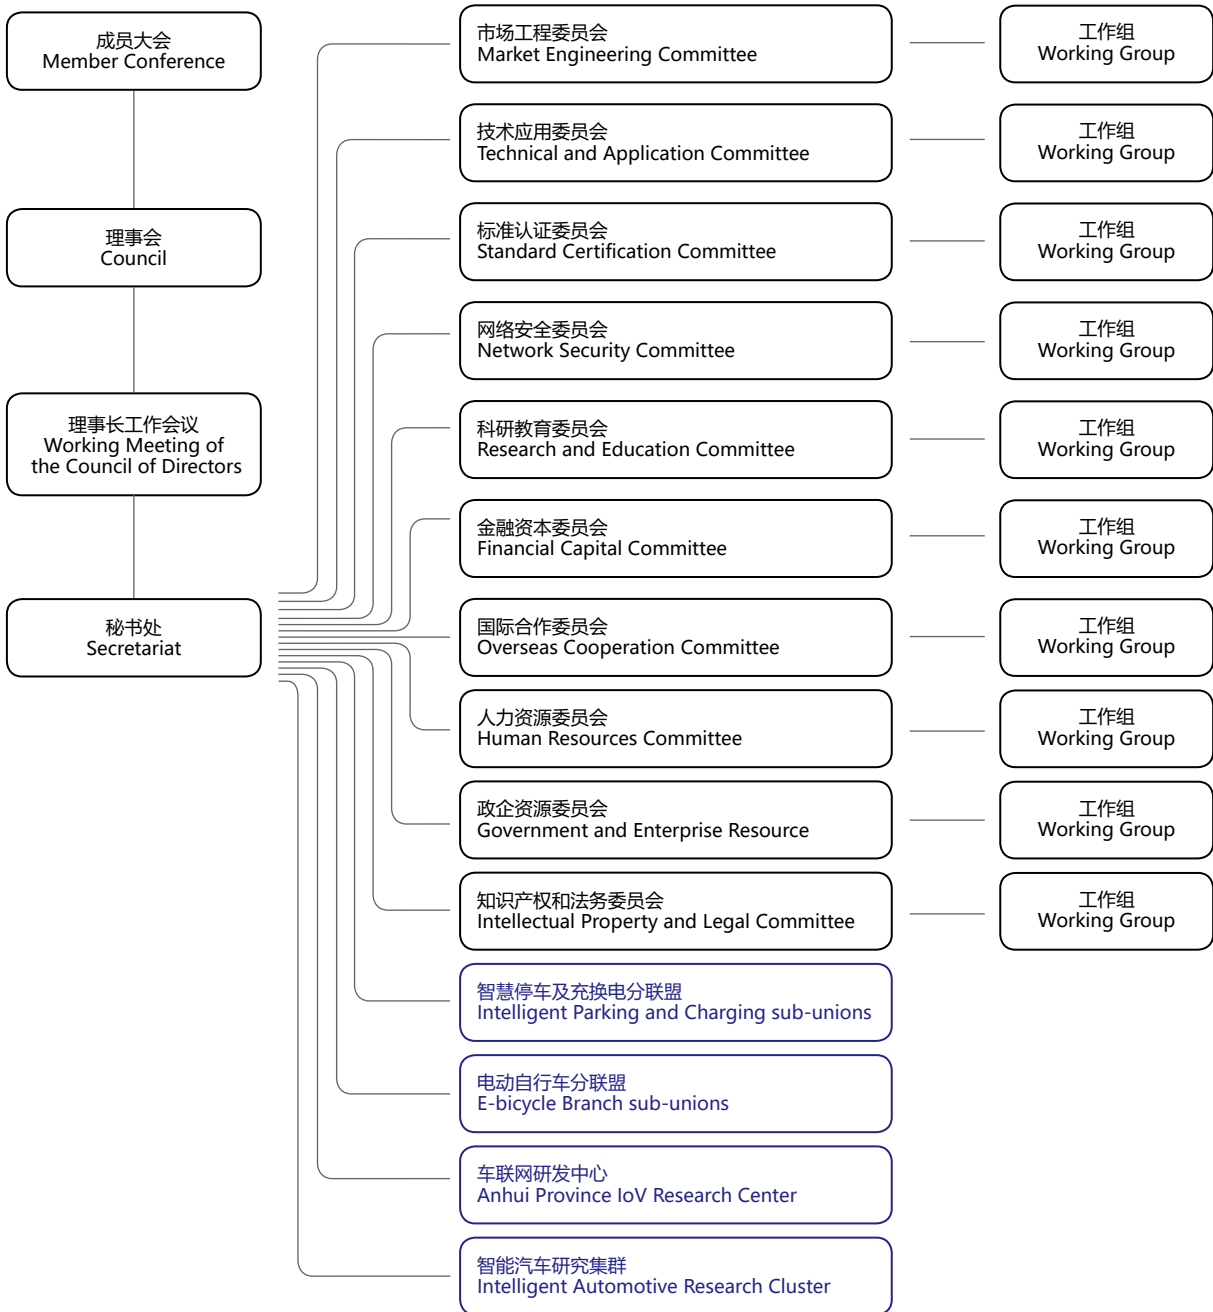 成员大会
Member Conference
理事会
Council
理事长工作会议
Working Meeting of
the Council of Directors
秘书处
Secretariat
市场工程委员会
Market Engineering Committee
工作组
Working Group
技术应用委员会
Technical and Application Committee
工作组
Working Group
标准认证委员会
Standard Certification Committee
工作组
Working Group
网络安全委员会
Network Security Committee
工作组
Working Group
科研教育委员会
Research and Education Committee
工作组
Working Group
金融资本委员会
Financial Capital Committee
工作组
Working Group
国际合作委员会
Overseas Cooperation Committee
工作组
Working Group
人力资源委员会
Human Resources Committee
工作组
Working Group
政企资源委员会
Government and Enterprise Resource
工作组
Working Group
知识产权和法务委员会
Intellectual Property and Legal Committee
工作组
Working Group
智慧停车及充换电分联盟
Intelligent Parking and Charging sub-unions
电动自行车分联盟
E-bicycle Branch sub-unions
车联网研发中心
Anhui Province IoV Research Center
智能汽车研究集群
Intelligent Automotive Research Cluster